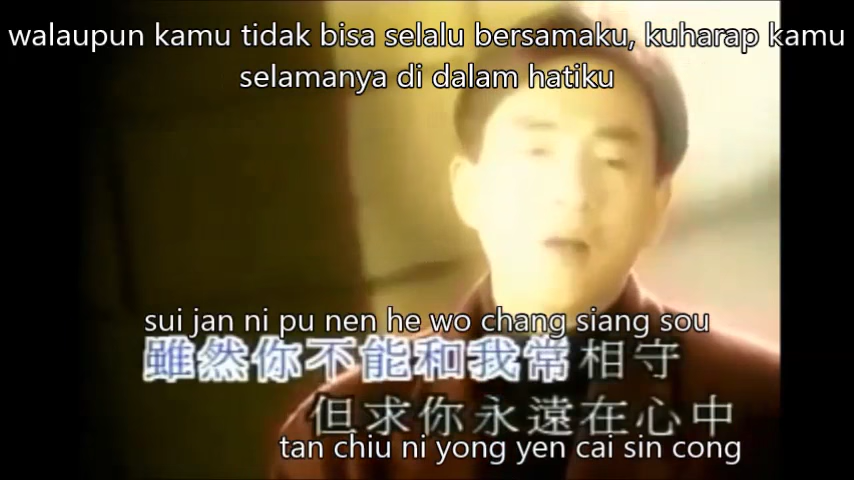 walaupun kamu tidak bisa selalu bersamaku, kuharap kamu
selamanya di dalam hatiku
sui jan ni pu nen he wo chang siang sou
雖然你不能和我常相守
但求你永遠在心中
tan chiu ni yong yen cai sin cong